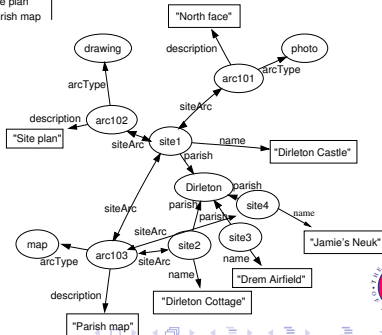 e plan
rish map
"North face"
drawing
description
photo
arcType
arc101
arcType
siteArc
description
arc102
"Site plan"
siteArc
site1
name
"Dirleton Castle"
parish
Dirleton
parish
site4
siteArc
parish
parish
name
siteArc
map
site2
site3
"Jamie's Neuk"
arcType
arc103
siteArc
name
name
"Drem Airfield"
description
"Dirleton Cottage"
"Parish map"
O•THE